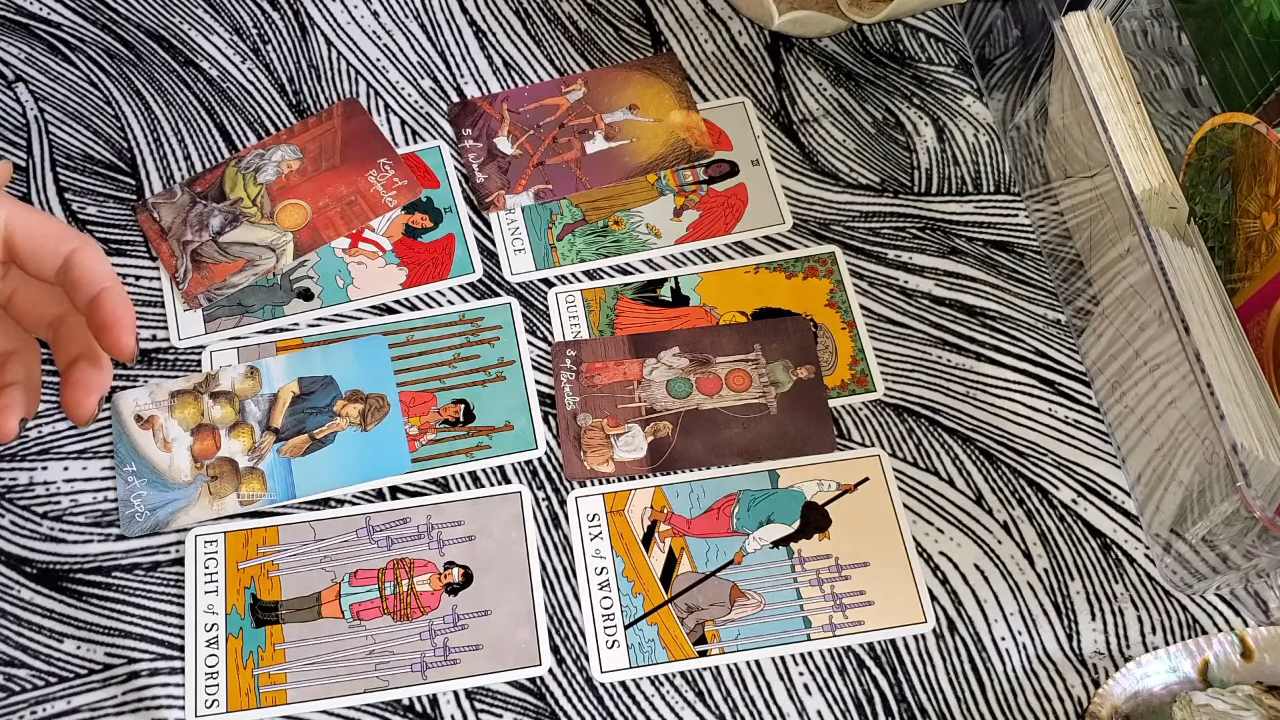 King of
Pentacles
5 of Wands
RANCE
7 of Cups
QUEEN
3 of Pentacles
EIGHT of SWORDS
SIX of SWORDS